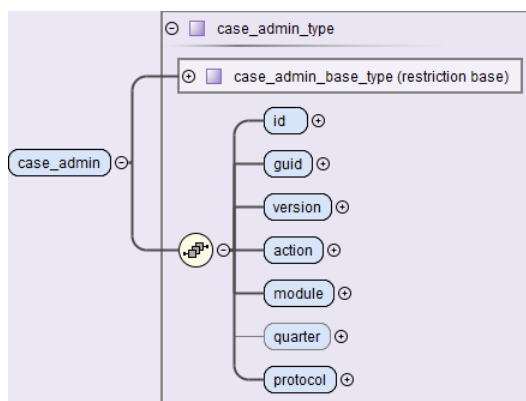 case_admin_type
case_admin_base_type (restriction base)
id
case_admin
guid
version
action
module
quarter
protocol